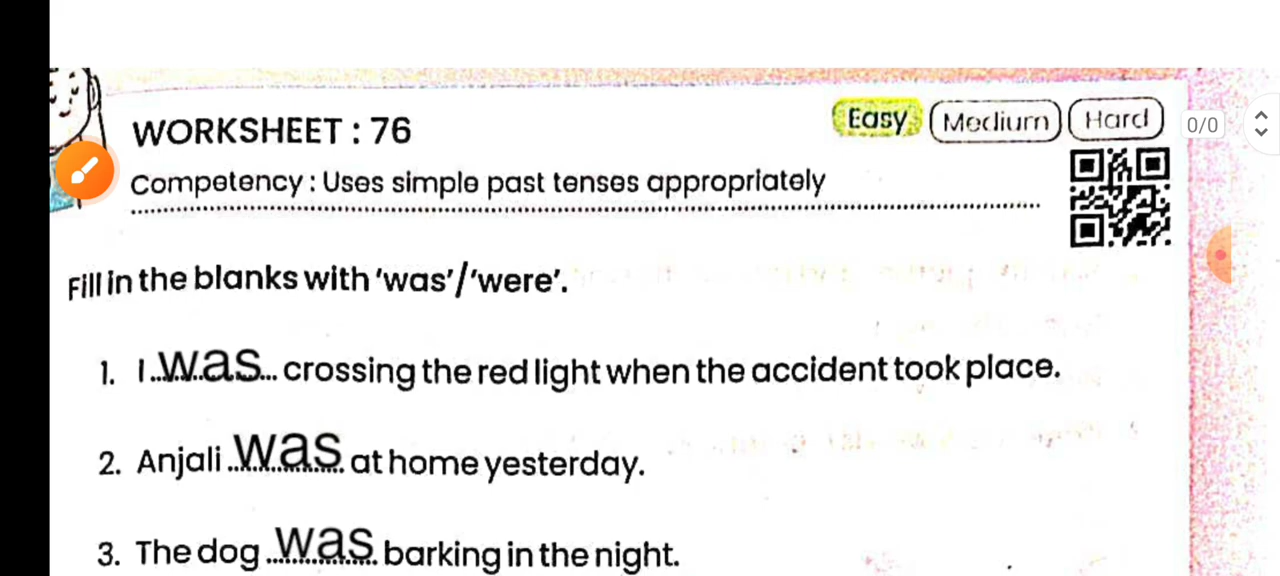 WORKSHEET : 76
Easy Medium Hard
0/0
Competency : Uses simple past tenses appropriately
Fill in the blanks with 'was'/'were'.
1. I was crossing the red light when the accident took place.
2. Anjali was at home yesterday.
3. The dog was barking in the night.